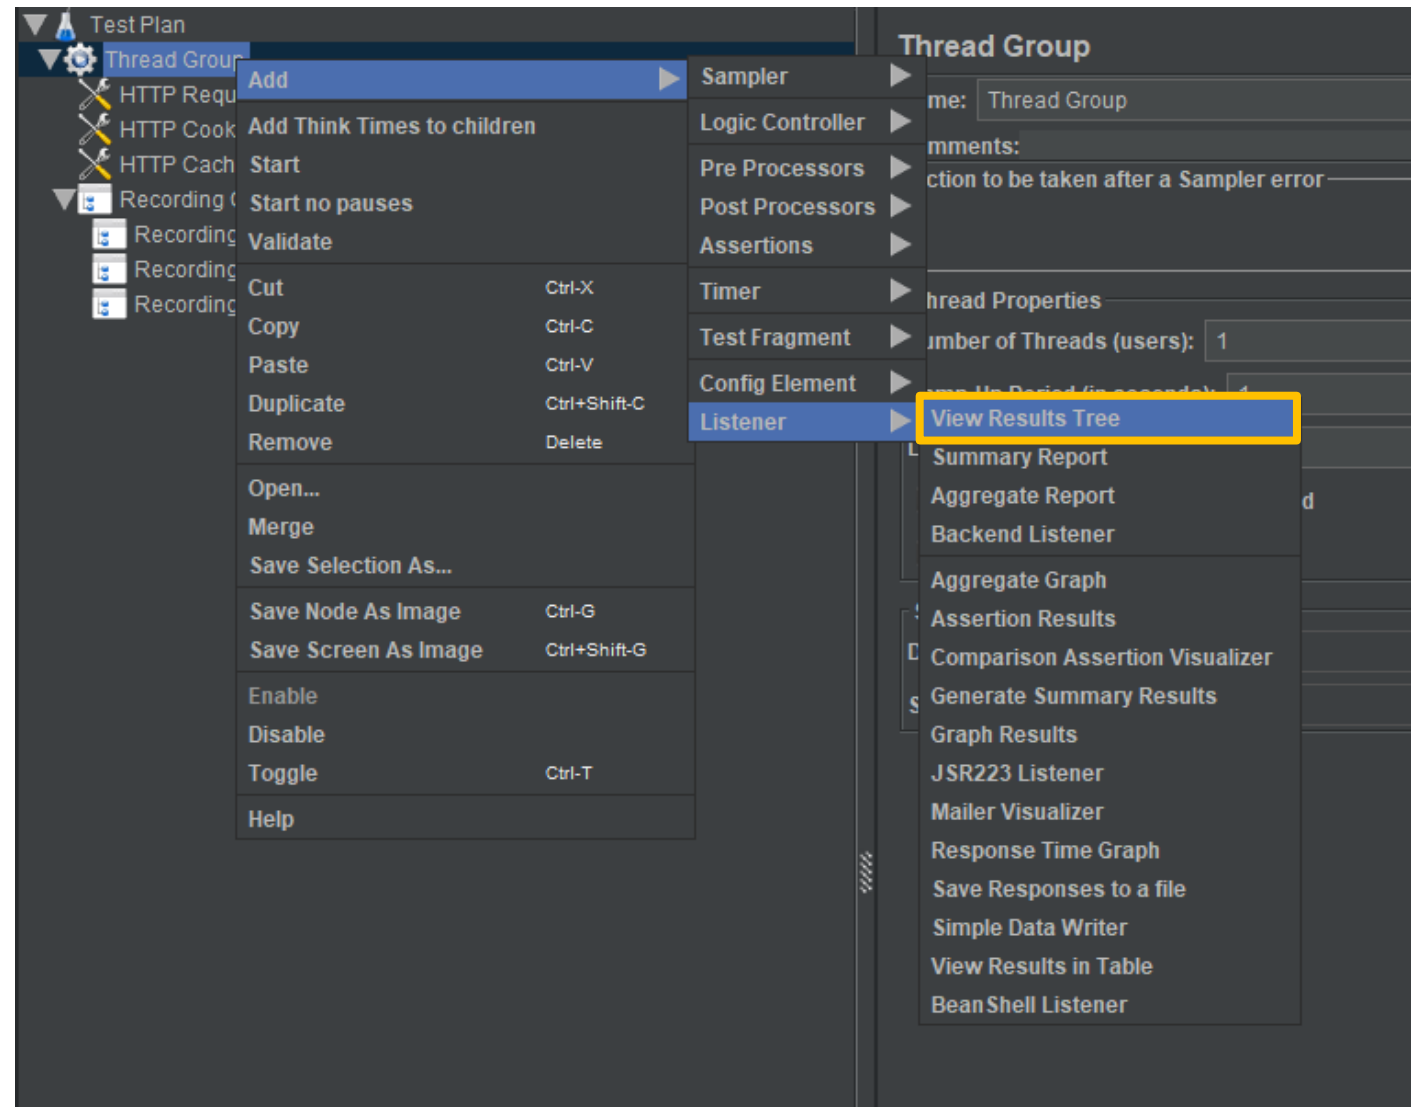 Test Plan
Thread Group
HTTP Requ
HTTP Cook
HTTP Cach
Recording
Recording
Recording
Recording
Add
Add Think Times to children
Start
Start no pauses
Validate
Cut Ctrl-X
Copy Ctrl-C
Paste Ctrl-V
Duplicate Ctrl+Shift-C
Remove Delete
Open...
Merge
Save Selection As...
Save Node As Image Ctrl-G
Save Screen As Image Ctrl+Shift-G
Enable
Disable
Toggle Ctrl-T
Help
Sampler
Logic Controller
Pre Processors
Post Processors
Assertions
Timer
Test Fragment
Config Element
Listener
View Results Tree
Summary Report
Aggregate Report
Backend Listener
Aggregate Graph
Assertion Results
Comparison Assertion Visualizer
Generate Summary Results
Graph Results
JSR223 Listener
Mailer Visualizer
Response Time Graph
Save Responses to a file
Simple Data Writer
View Results in Table
BeanShell Listener
Thread Group
me: Thread Group
mments:
ction to be taken after a Sampler error
hread Properties
umber of Threads (users): 1
d